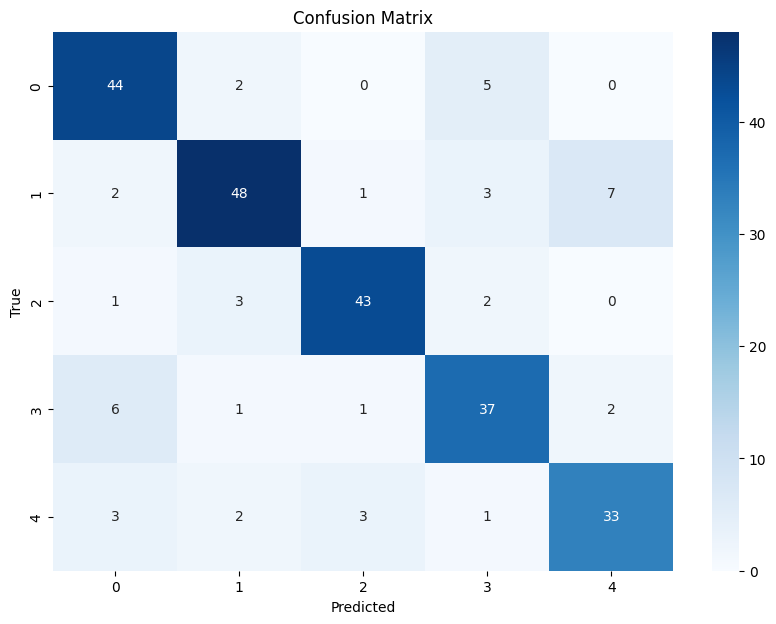 Confusion Matrix
0 44 2 0 5 0
1 2 48 1 3 7
2 1 3 43 2 0
3 6 1 1 37 2
4 3 2 3 1 33
0 1 2 3 4
Predicted
True
40
30
20
10
0